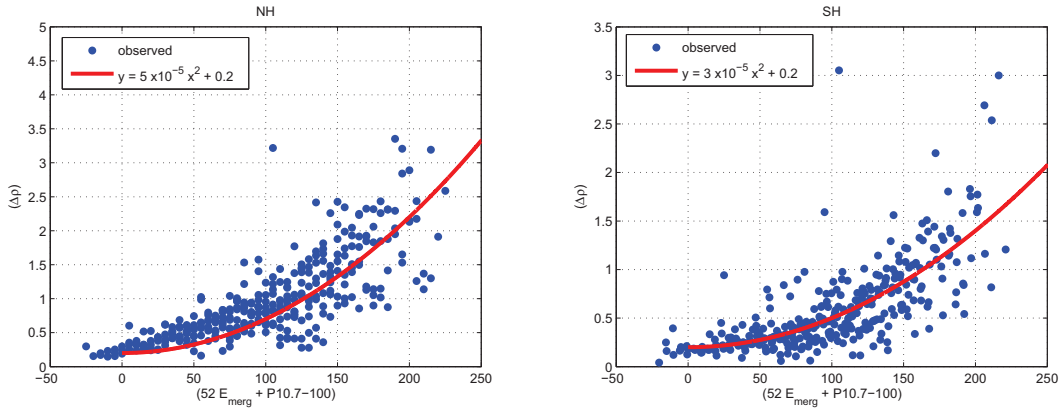 NH
5
4.5
4
3.5
3
2.5
2
1.5
1
0.5
0
(Δρ)
observed
y = 5 x10⁻⁵ x² + 0.2
−50 0 50 100 150 200 250
(52 E_merg + P10.7−100)
SH
3.5
3
2.5
2
1.5
1
0.5
0
(Δρ)
observed
y = 3 x10⁻⁵ x² + 0.2
−50 0 50 100 150 200 250
(52 E_merg + P10.7−100)